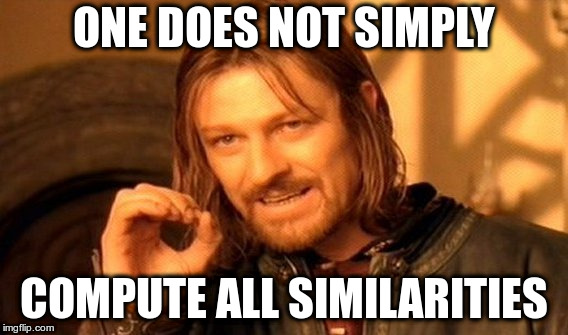 ONE DOES NOT SIMPLY
COMPUTE ALL SIMILARITIES
imgflip.com